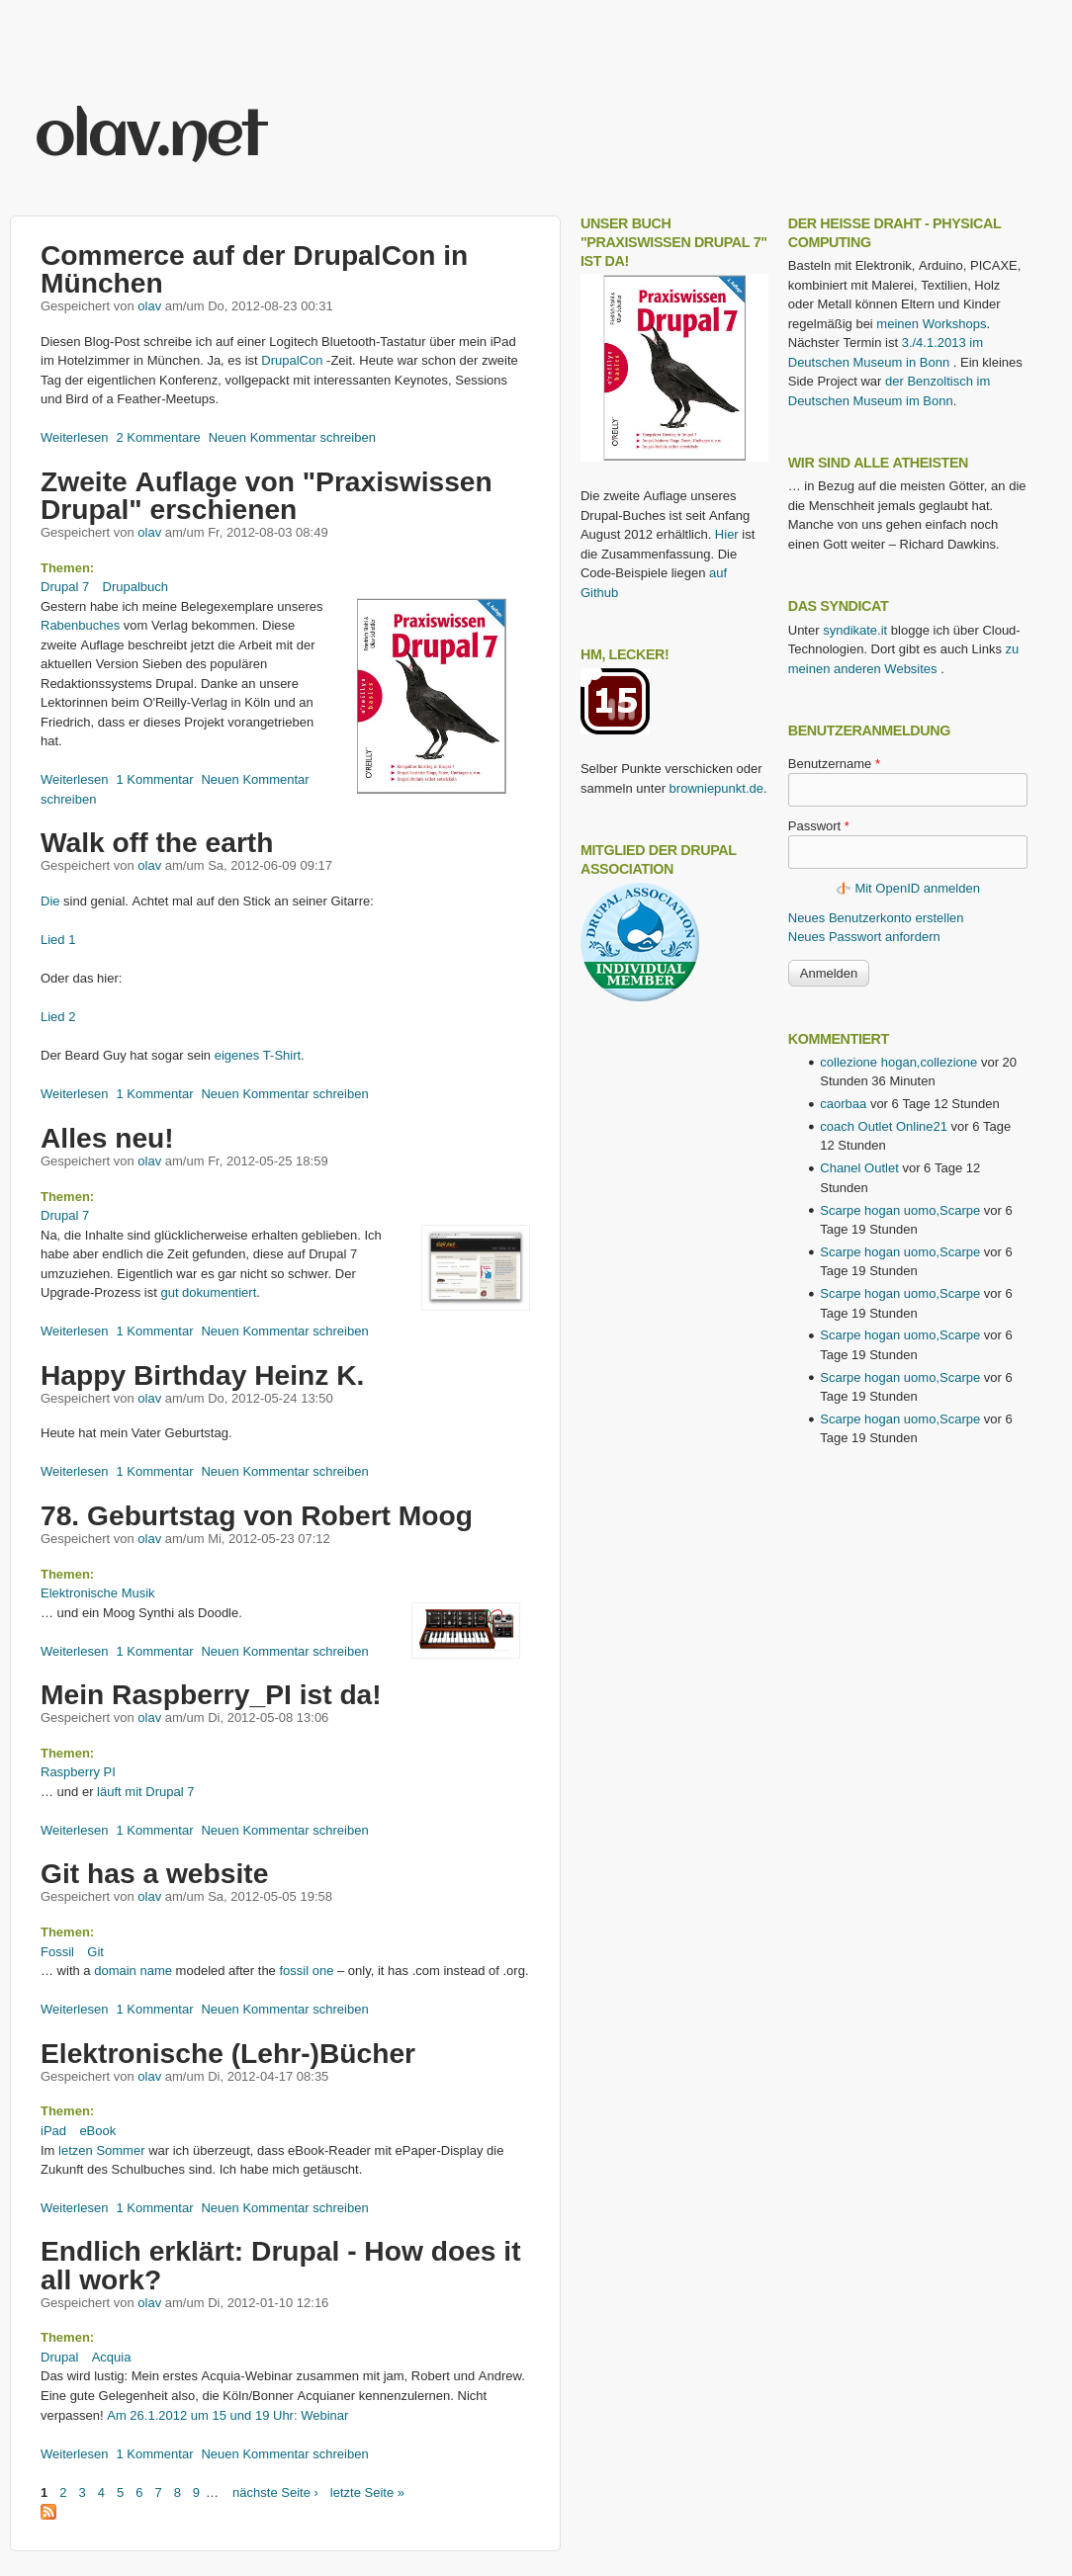 olav.net
Commerce auf der DrupalCon in
München
Gespeichert von olav am/um Do, 2012-08-23 00:31
Diesen Blog-Post schreibe ich auf einer Logitech Bluetooth-Tastatur über mein iPad
im Hotelzimmer in München. Ja, es ist DrupalCon -Zeit. Heute war schon der zweite
Tag der eigentlichen Konferenz, vollgepackt mit interessanten Keynotes, Sessions
und Bird of a Feather-Meetups.
Weiterlesen 2 Kommentare Neuen Kommentar schreiben
Zweite Auflage von "Praxiswissen
Drupal" erschienen
Gespeichert von olav am/um Fr, 2012-08-03 08:49
Themen:
Drupal 7 Drupalbuch
Gestern habe ich meine Belegexemplare unseres
Rabenbuches vom Verlag bekommen. Diese
zweite Auflage beschreibt jetzt die Arbeit mit der
aktuellen Version Sieben des populären
Redaktionssystems Drupal. Danke an unsere
Lektorinnen beim O'Reilly-Verlag in Köln und an
Friedrich, dass er dieses Projekt vorangetrieben
hat.
Praxiswissen
Drupal 7
o'reillys
basics
O'REILLY
Weiterlesen 1 Kommentar Neuen Kommentar
schreiben
Walk off the earth
Gespeichert von olav am/um Sa, 2012-06-09 09:17
Die sind genial. Achtet mal auf den Stick an seiner Gitarre:
Lied 1
Oder das hier:
Lied 2
Der Beard Guy hat sogar sein eigenes T-Shirt.
Weiterlesen 1 Kommentar Neuen Kommentar schreiben
Alles neu!
Gespeichert von olav am/um Fr, 2012-05-25 18:59
Themen:
Drupal 7
Na, die Inhalte sind glücklicherweise erhalten geblieben. Ich
habe aber endlich die Zeit gefunden, diese auf Drupal 7
umzuziehen. Eigentlich war es gar nicht so schwer. Der
Upgrade-Prozess ist gut dokumentiert.
Weiterlesen 1 Kommentar Neuen Kommentar schreiben
Happy Birthday Heinz K.
Gespeichert von olav am/um Do, 2012-05-24 13:50
Heute hat mein Vater Geburtstag.
Weiterlesen 1 Kommentar Neuen Kommentar schreiben
78. Geburtstag von Robert Moog
Gespeichert von olav am/um Mi, 2012-05-23 07:12
Themen:
Elektronische Musik
… und ein Moog Synthi als Doodle.
Weiterlesen 1 Kommentar Neuen Kommentar schreiben
Mein Raspberry_PI ist da!
Gespeichert von olav am/um Di, 2012-05-08 13:06
Themen:
Raspberry PI
… und er läuft mit Drupal 7
Weiterlesen 1 Kommentar Neuen Kommentar schreiben
Git has a website
Gespeichert von olav am/um Sa, 2012-05-05 19:58
Themen:
Fossil Git
… with a domain name modeled after the fossil one – only, it has .com instead of .org.
Weiterlesen 1 Kommentar Neuen Kommentar schreiben
Elektronische (Lehr-)Bücher
Gespeichert von olav am/um Di, 2012-04-17 08:35
Themen:
iPad eBook
Im letzen Sommer war ich überzeugt, dass eBook-Reader mit ePaper-Display die
Zukunft des Schulbuches sind. Ich habe mich getäuscht.
Weiterlesen 1 Kommentar Neuen Kommentar schreiben
Endlich erklärt: Drupal - How does it
all work?
Gespeichert von olav am/um Di, 2012-01-10 12:16
Themen:
Drupal Acquia
Das wird lustig: Mein erstes Acquia-Webinar zusammen mit jam, Robert und Andrew.
Eine gute Gelegenheit also, die Köln/Bonner Acquianer kennenzulernen. Nicht
verpassen! Am 26.1.2012 um 15 und 19 Uhr: Webinar
Weiterlesen 1 Kommentar Neuen Kommentar schreiben
1 2 3 4 5 6 7 8 9 … nächste Seite › letzte Seite »
UNSER BUCH
"PRAXISWISSEN DRUPAL 7"
IST DA!
Praxiswissen
Drupal 7
o'reillys
basics
O'REILLY
Die zweite Auflage unseres
Drupal-Buches ist seit Anfang
August 2012 erhältlich. Hier ist
die Zusammenfassung. Die
Code-Beispiele liegen auf
Github
HM, LECKER!
15
Selber Punkte verschicken oder
sammeln unter browniepunkt.de.
MITGLIED DER DRUPAL
ASSOCIATION
DRUPAL ASSOCIATION
INDIVIDUAL
MEMBER
DER HEISSE DRAHT - PHYSICAL
COMPUTING
Basteln mit Elektronik, Arduino, PICAXE,
kombiniert mit Malerei, Textilien, Holz
oder Metall können Eltern und Kinder
regelmäßig bei meinen Workshops.
Nächster Termin ist 3./4.1.2013 im
Deutschen Museum in Bonn . Ein kleines
Side Project war der Benzoltisch im
Deutschen Museum im Bonn.
WIR SIND ALLE ATHEISTEN
… in Bezug auf die meisten Götter, an die
die Menschheit jemals geglaubt hat.
Manche von uns gehen einfach noch
einen Gott weiter – Richard Dawkins.
DAS SYNDICAT
Unter syndikate.it blogge ich über Cloud-
Technologien. Dort gibt es auch Links zu
meinen anderen Websites .
BENUTZERANMELDUNG
Benutzername *
Passwort *
Mit OpenID anmelden
Neues Benutzerkonto erstellen
Neues Passwort anfordern
Anmelden
KOMMENTIERT
collezione hogan,collezione vor 20
Stunden 36 Minuten
caorbaa vor 6 Tage 12 Stunden
coach Outlet Online21 vor 6 Tage
12 Stunden
Chanel Outlet vor 6 Tage 12
Stunden
Scarpe hogan uomo,Scarpe vor 6
Tage 19 Stunden
Scarpe hogan uomo,Scarpe vor 6
Tage 19 Stunden
Scarpe hogan uomo,Scarpe vor 6
Tage 19 Stunden
Scarpe hogan uomo,Scarpe vor 6
Tage 19 Stunden
Scarpe hogan uomo,Scarpe vor 6
Tage 19 Stunden
Scarpe hogan uomo,Scarpe vor 6
Tage 19 Stunden